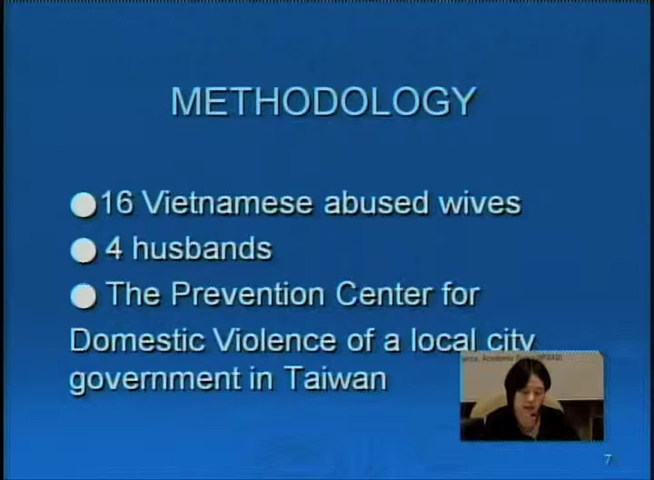 METHODOLOGY
16 Vietnamese abused wives
4 husbands
The Prevention Center for
Domestic Violence of a local city
government in Taiwan
7